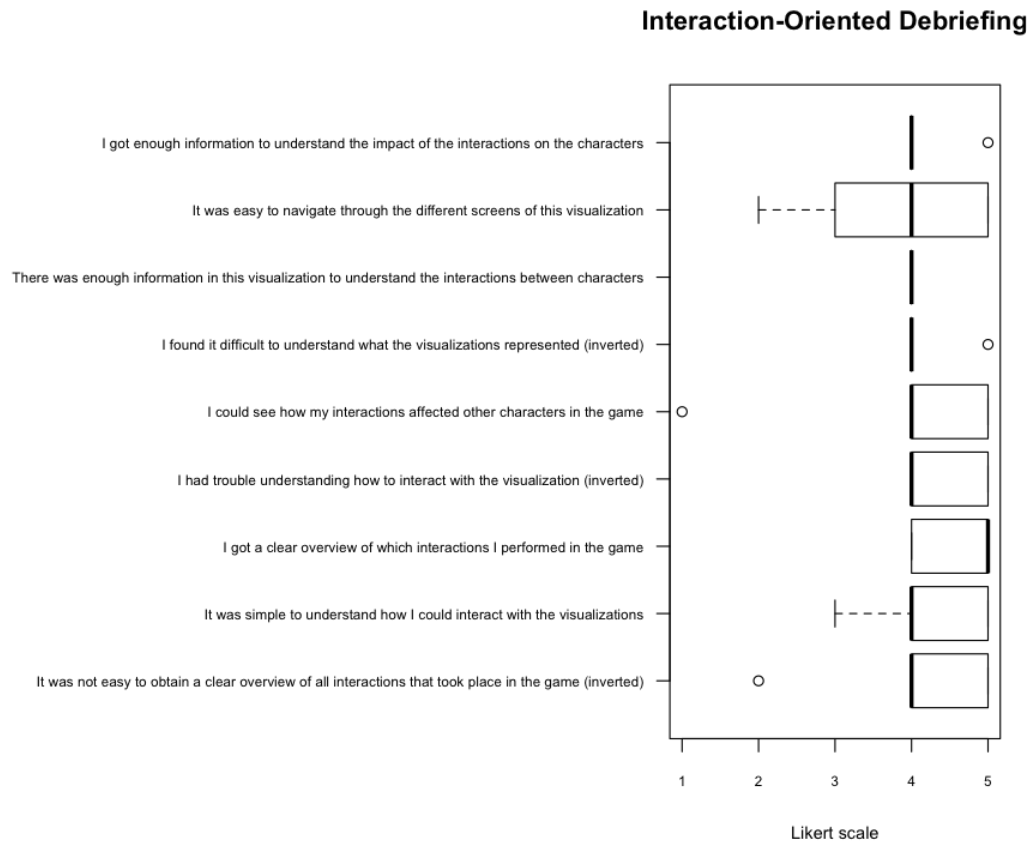 Interaction-Oriented Debriefing
I got enough information to understand the impact of the interactions on the characters
It was easy to navigate through the different screens of this visualization
There was enough information in this visualization to understand the interactions between characters
I found it difficult to understand what the visualizations represented (inverted)
I could see how my interactions affected other characters in the game
I had trouble understanding how to interact with the visualization (inverted)
I got a clear overview of which interactions I performed in the game
It was simple to understand how I could interact with the visualizations
It was not easy to obtain a clear overview of all interactions that took place in the game (inverted)
1 2 3 4 5
Likert scale